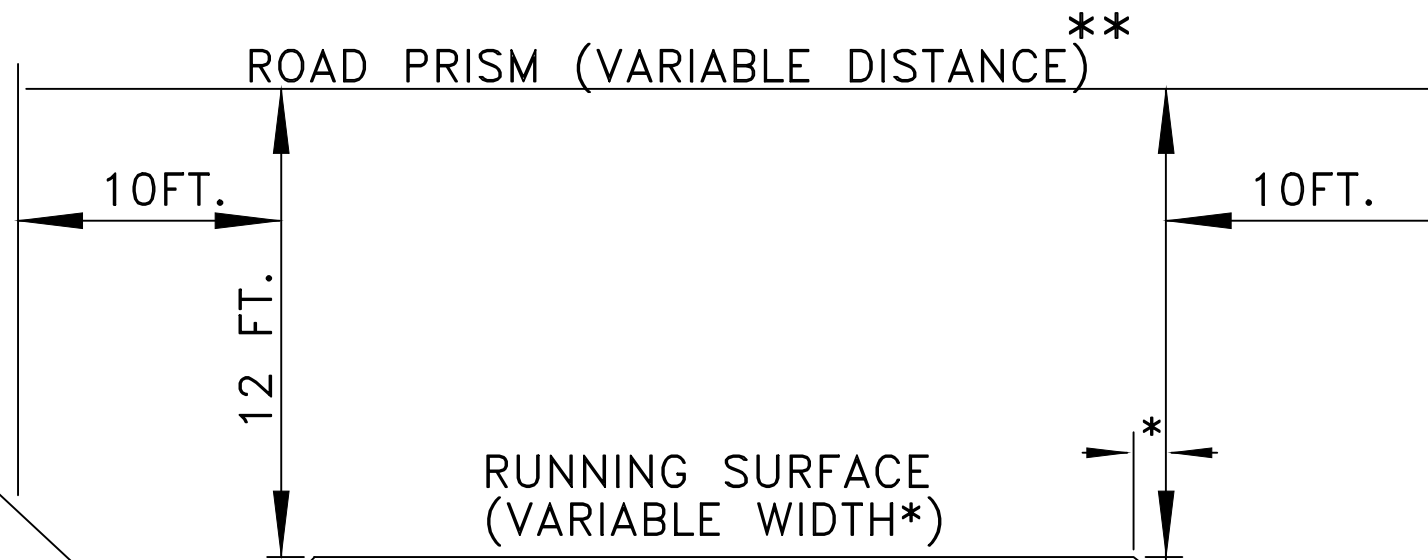 ROAD PRISM (VARIABLE DISTANCE)**
10FT.
10FT.
12 FT.
*
RUNNING SURFACE
(VARIABLE WIDTH*)